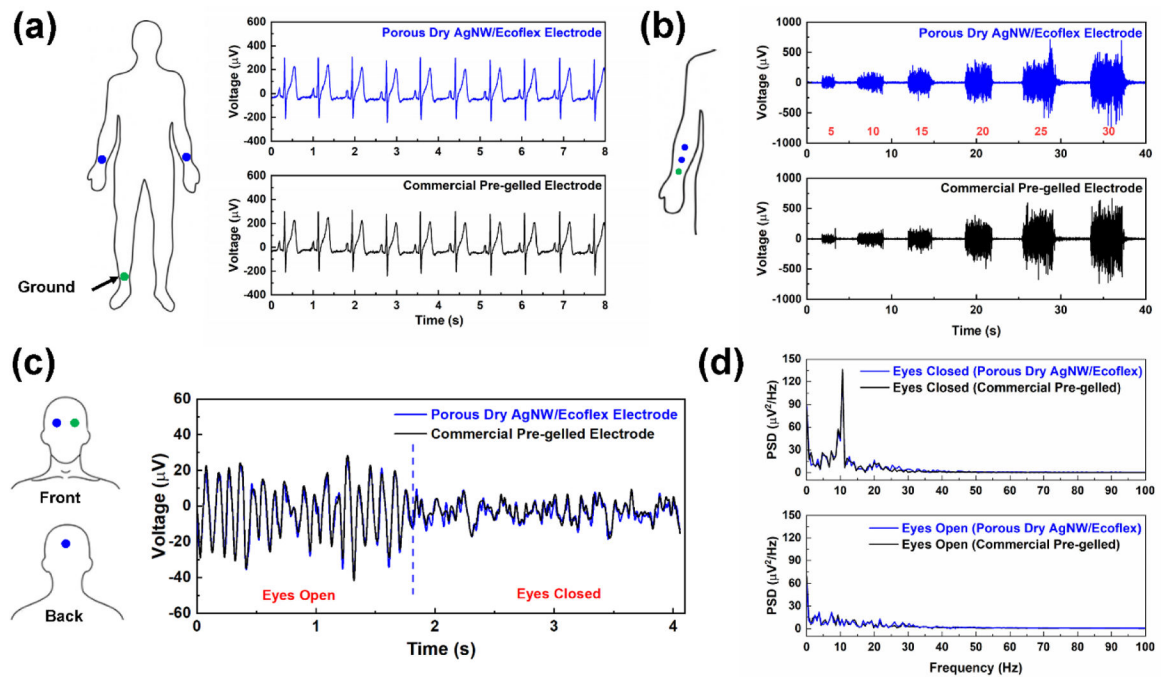 (a)
Ground
Porous Dry AgNW/Ecoflex Electrode
Voltage (μV)
600
400
200
0
-200
-400
0 1 2 3 4 5 6 7 8
Commercial Pre-gelled Electrode
Voltage (μV)
600
400
200
0
-200
-400
-600
0 1 2 3 4 5 6 7 8
Time (s)
(b)
Porous Dry AgNW/Ecoflex Electrode
Voltage (μV)
1000
500
0
-500
-1000
5 10 15 20 25 30
0 10 20 30 40
Commercial Pre-gelled Electrode
Voltage (μV)
1000
500
0
-500
-1000
0 10 20 30 40
Time (s)
(c)
Front
Back
Porous Dry AgNW/Ecoflex Electrode
Commercial Pre-gelled Electrode
Voltage (μV)
60
40
20
0
-20
-40
-60
Eyes Open
Eyes Closed
0 1 2 3 4
Time (s)
(d)
Eyes Closed (Porous Dry AgNW/Ecoflex)
Eyes Closed (Commercial Pre-gelled)
PSD (μV²/Hz)
150
120
90
60
30
0
0 10 20 30 40 50 60 70 80 90 100
Eyes Open (Porous Dry AgNW/Ecoflex)
Eyes Open (Commercial Pre-gelled)
PSD (μV²/Hz)
150
120
90
60
30
0
0 10 20 30 40 50 60 70 80 90 100
Frequency (Hz)